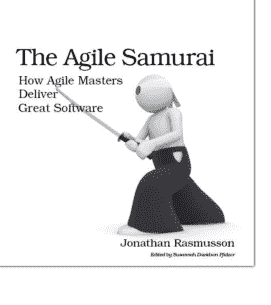 The Agile Samurai
How Agile Masters
Deliver
Great Software
Jonathan Rasmusson
Edited by Susannah Davidson Pfalzer